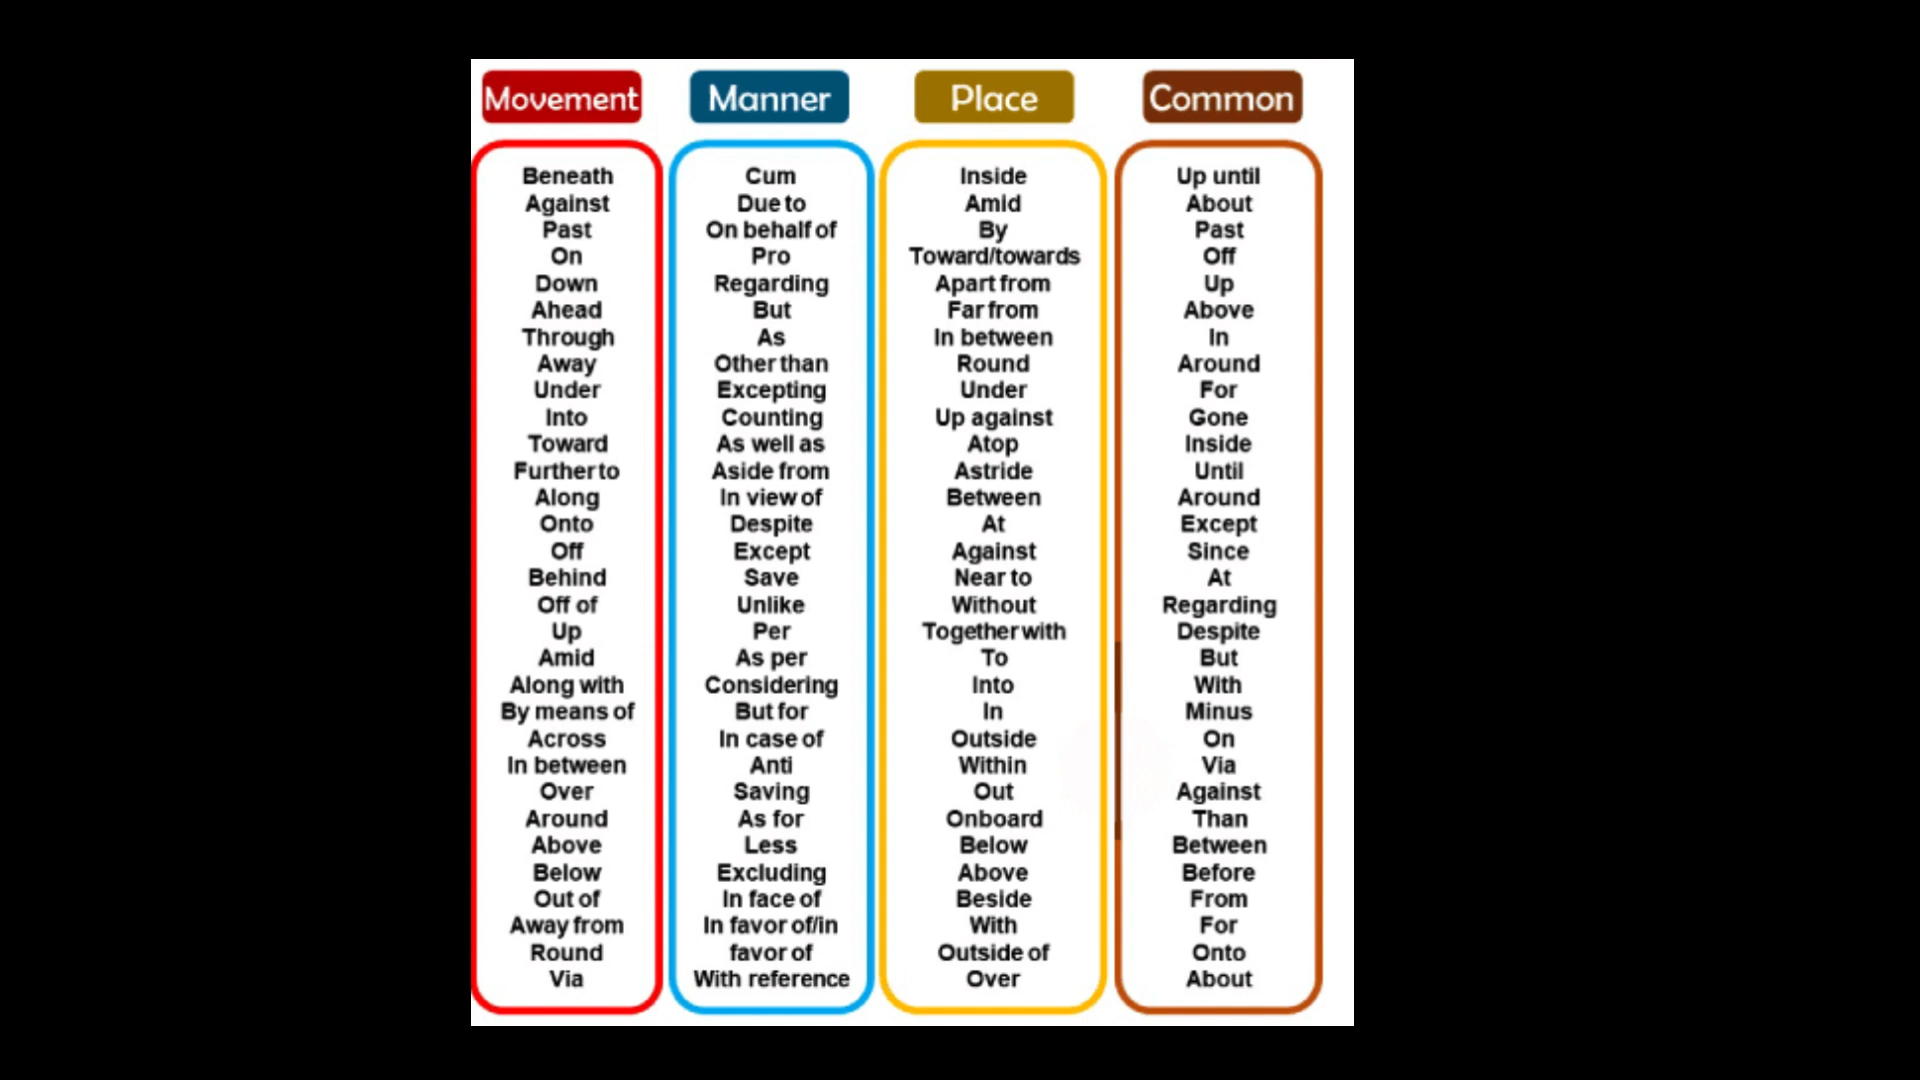 Movement
Manner
Place
Common
Beneath
Against
Past
On
Down
Ahead
Through
Away
Under
Into
Toward
Further to
Along
Onto
Off
Behind
Off of
Up
Amid
Along with
By means of
Across
In between
Over
Around
Above
Below
Out of
Away from
Round
Via
Cum
Due to
On behalf of
Pro
Regarding
But
As
Other than
Excepting
Counting
As well as
Aside from
In view of
Despite
Except
Save
Unlike
Per
As per
Considering
But for
In case of
Anti
Saving
As for
Less
Excluding
In face of
In favor of/in
favor of
With reference
Inside
Amid
By
Toward/towards
Apart from
Far from
In between
Round
Under
Up against
Atop
Astride
Between
At
Against
Near to
Without
Together with
To
Into
In
Outside
Within
Out
Onboard
Below
Above
Beside
With
Outside of
Over
Up until
About
Past
Off
Up
Above
In
Around
For
Gone
Inside
Until
Around
Except
Since
At
Regarding
Despite
But
With
Minus
On
Via
Against
Than
Between
Before
From
For
Onto
About